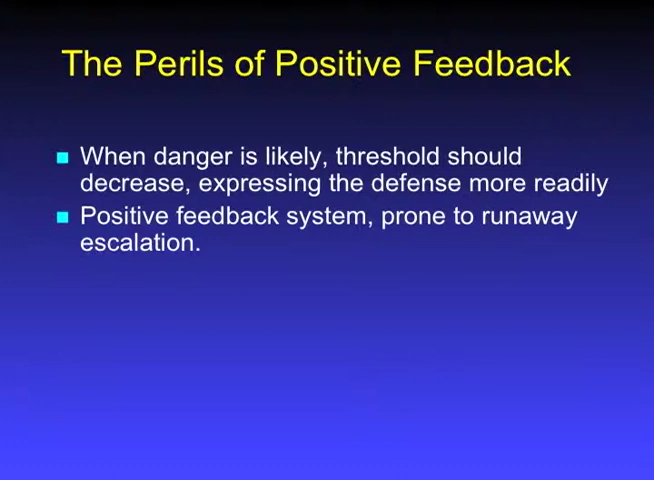 The Perils of Positive Feedback
When danger is likely, threshold should
decrease, expressing the defense more readily
Positive feedback system, prone to runaway
escalation.